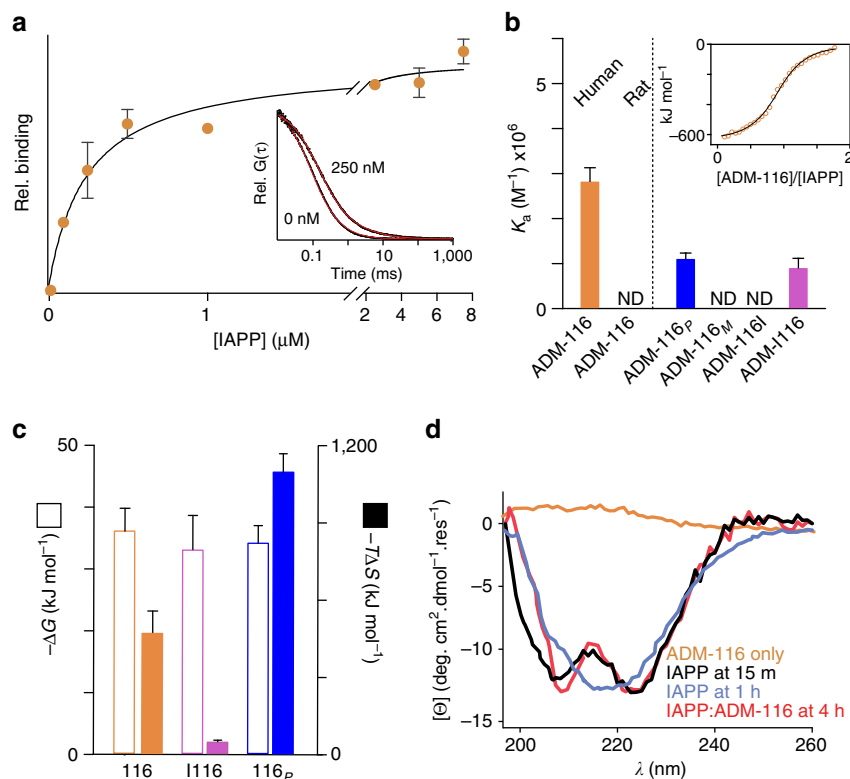 a
Rel. binding
Rel. G(τ)
250 nM
0 nM
0.1 10 1,000
Time (ms)
0 1 2 4 6 8
[IAPP] (μM)
b
Human
Rat
6
3
0
Kₐ (M⁻¹) x10⁶
ND ND ND
ADM-116
ADM-116
ADM-116P
ADM-116M
ADM-116I
ADM-I116
0
−600
kJ mol⁻¹
0 2
[ADM-116]/[IAPP]
c
50
0
−ΔG (kJ mol⁻¹)
1,200
0
−TΔS (kJ mol⁻¹)
116 I116 116P
d
0
−5
−10
−15
[Θ] (deg. cm².dmol⁻¹.res⁻¹)
ADM-116 only
IAPP at 15 m
IAPP at 1 h
IAPP:ADM-116 at 4 h
200 220 240 260
λ (nm)